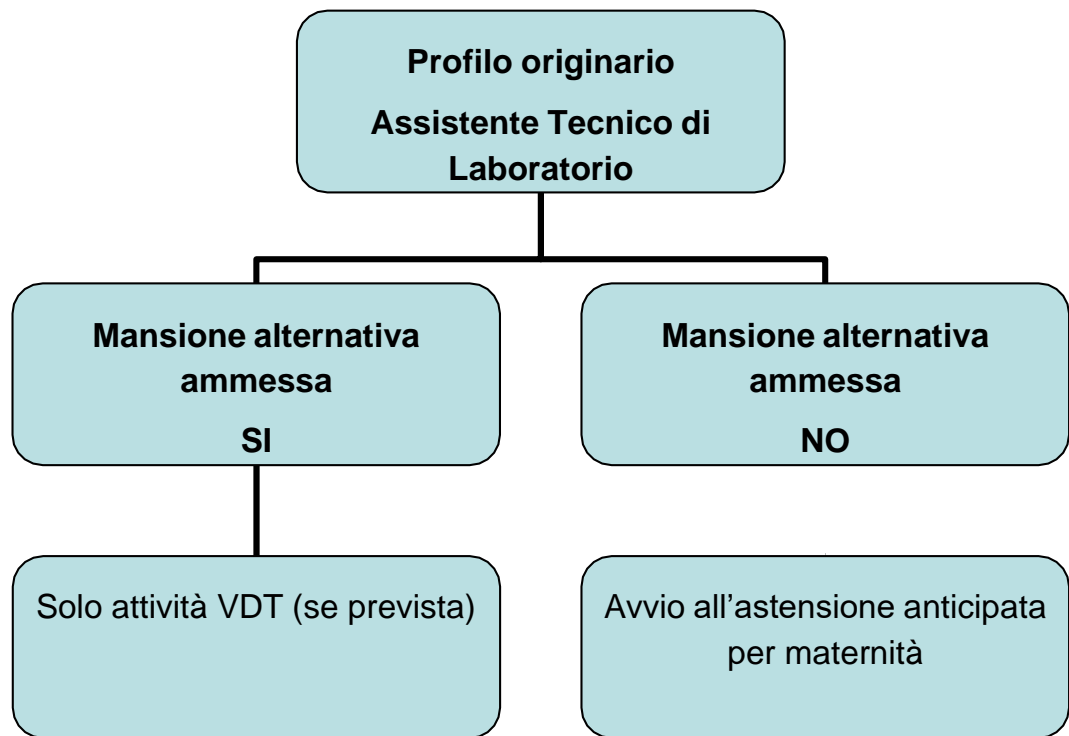 Profilo originario
Assistente Tecnico di
Laboratorio
Mansione alternativa
ammessa
SI
Mansione alternativa
ammessa
NO
Solo attività VDT (se prevista)
Avvio all’astensione anticipata
per maternità